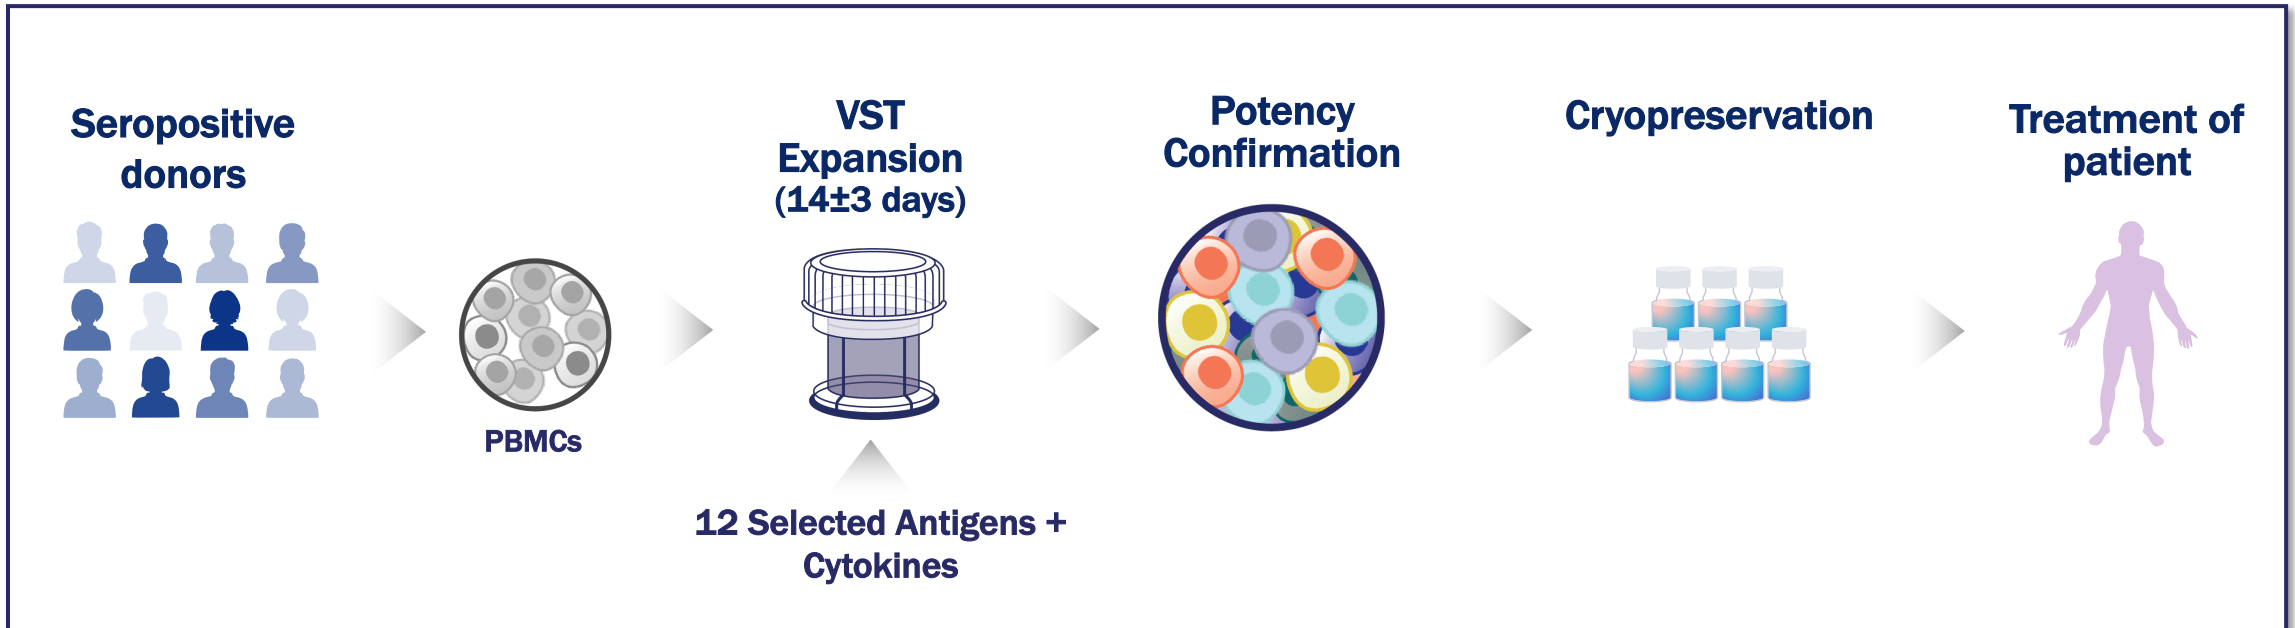 Seropositive
donors
PBMCs
VST
Expansion
(14±3 days)
12 Selected Antigens +
Cytokines
Potency
Confirmation
Cryopreservation
Treatment of
patient